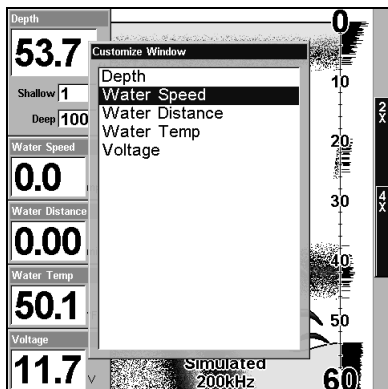 Depth
53.7
Shallow 1
Deep 100
Water Speed
0.0
Water Distance
0.00
Water Temp
50.1
Voltage
11.7 v
Customize Window
Depth
Water Speed
Water Distance
Water Temp
Voltage
0
10
20
30
40
50
60
2X
4X
Simulated
200kHz